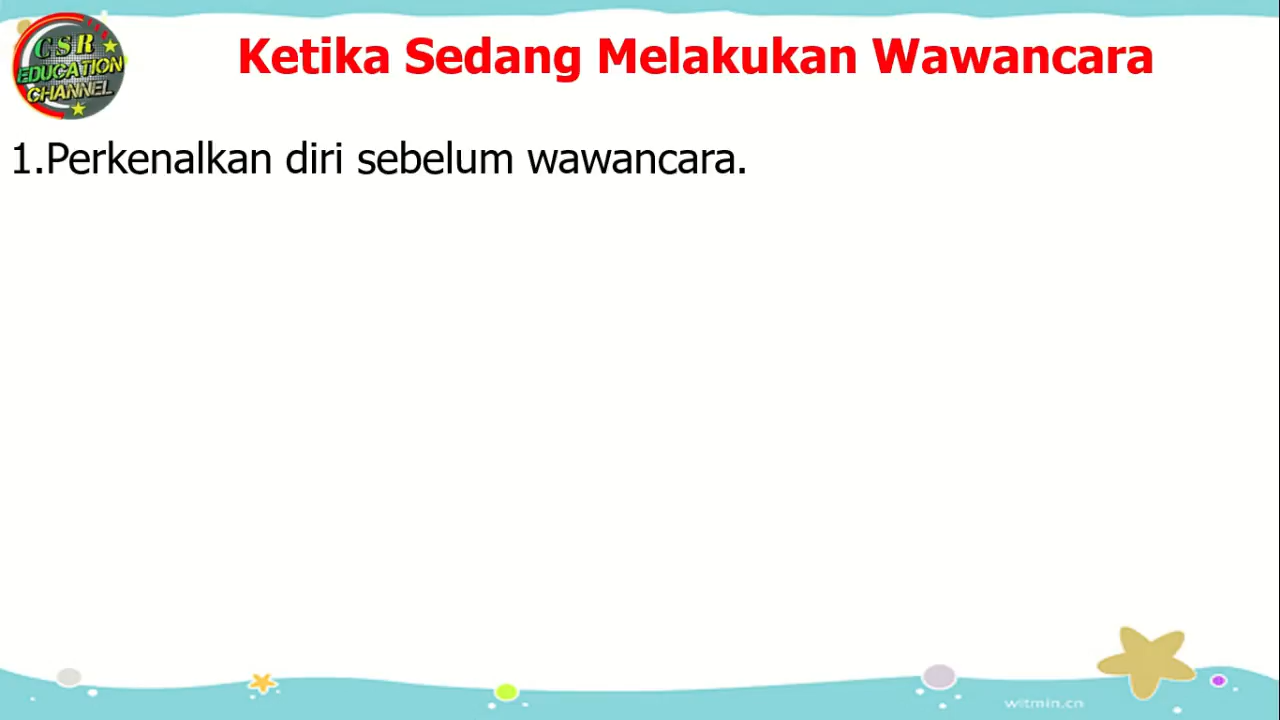 CSR
EDUCATION
CHANNEL
Ketika Sedang Melakukan Wawancara
1.Perkenalkan diri sebelum wawancara.
witmin.cn